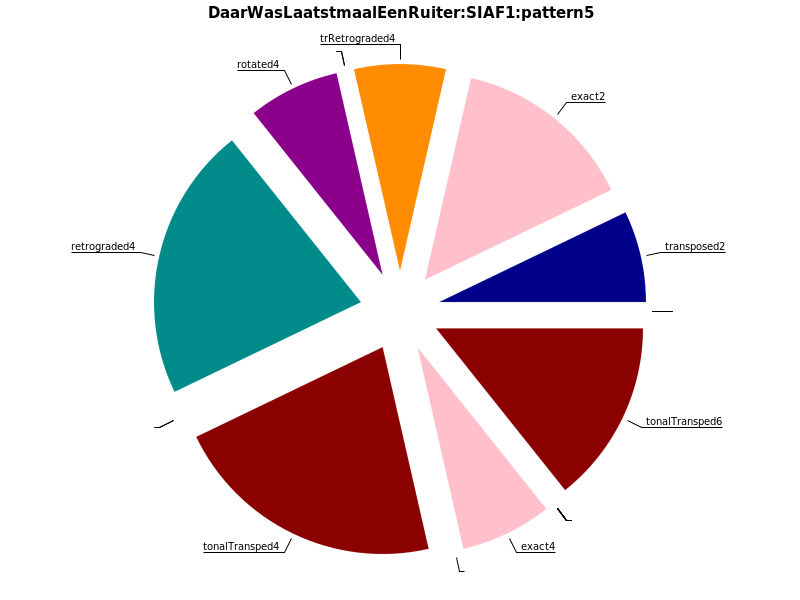 DaarWasLaatstmaalEenRuiter:SIAF1:pattern5
trRetrograded4
rotated4
exact2
retrograded4
transposed2
tonalTransped6
tonalTransped4
exact4